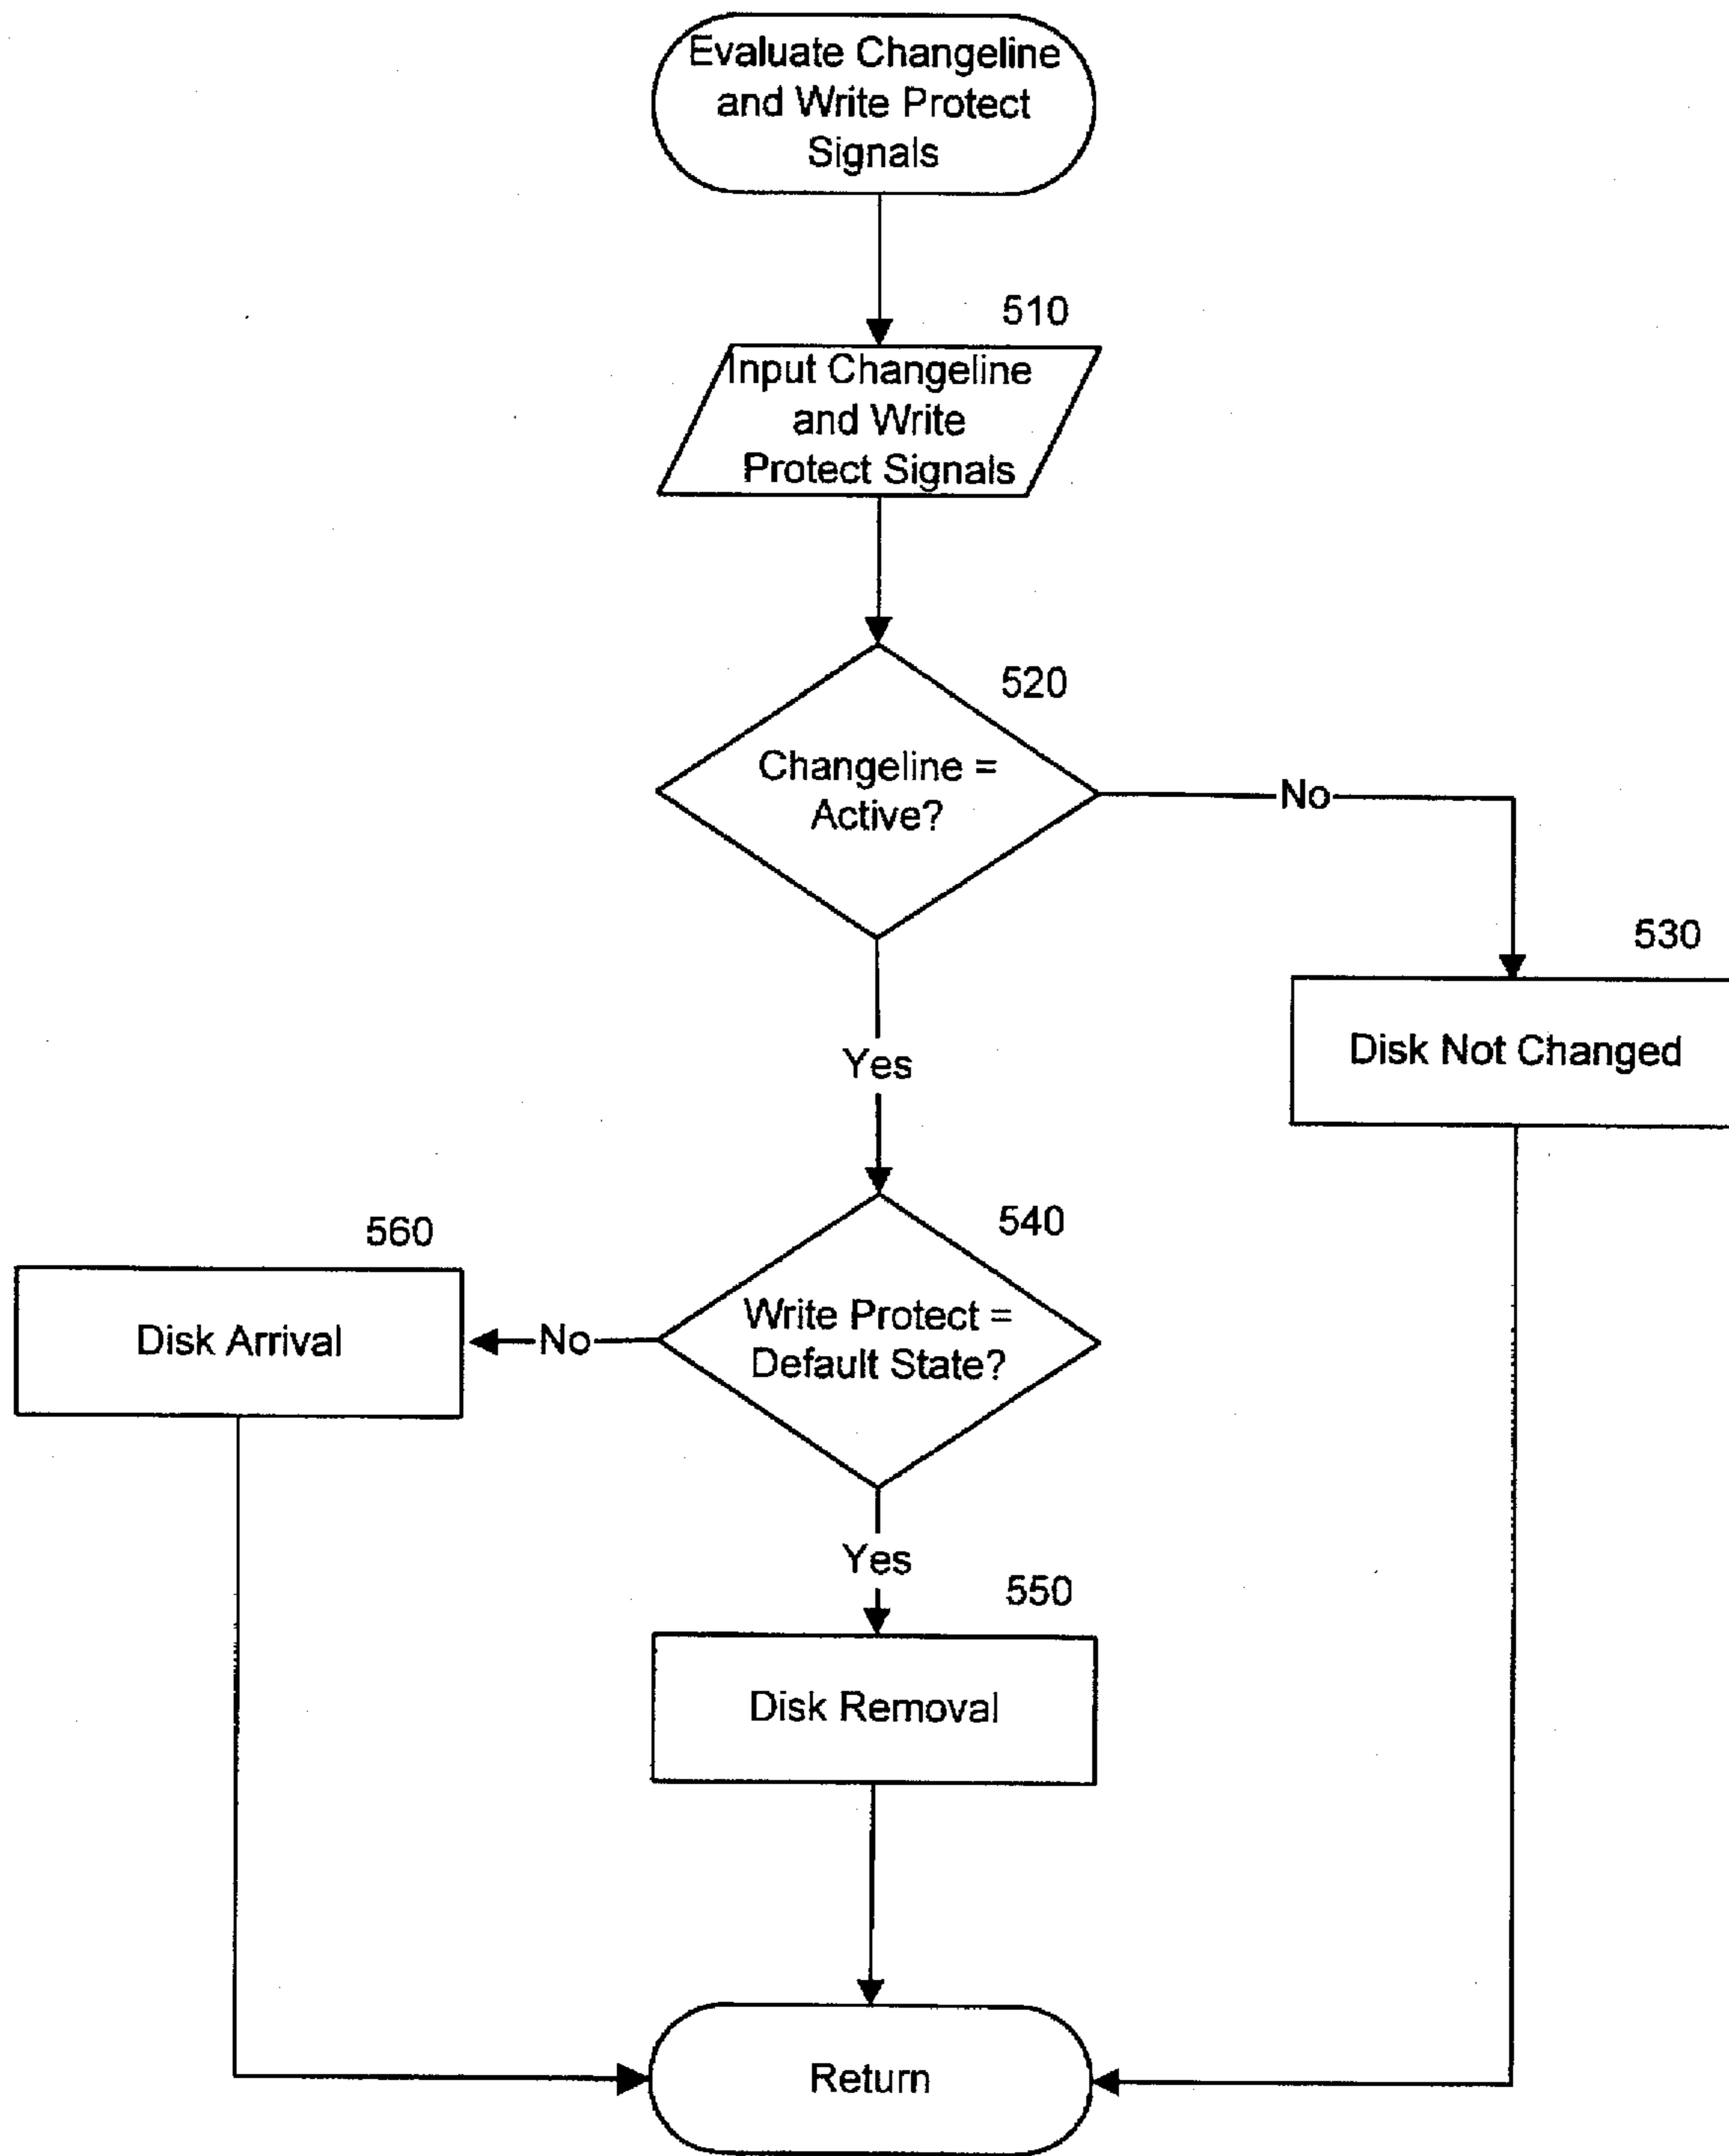 Evaluate Changeline
and Write Protect
Signals
510
Input Changeline
and Write
Protect Signals
520
Changeline =
Active?
No
530
Disk Not Changed
Yes
540
560
Write Protect =
Default State?
No
Disk Arrival
Yes
550
Disk Removal
Return